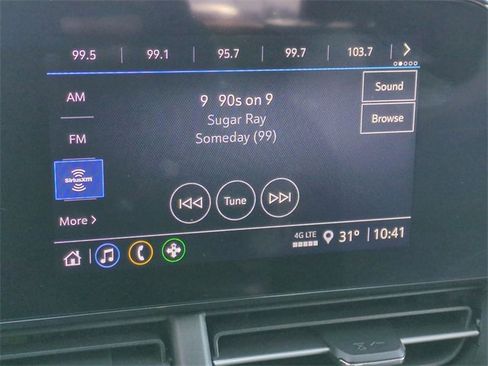 99.5 99.1 95.7 99.7 103.7
AM
FM
SiriusXM
More
9 90s on 9
Sugar Ray
Someday (99)
Tune
Sound
Browse
4G LTE 31° 10:41